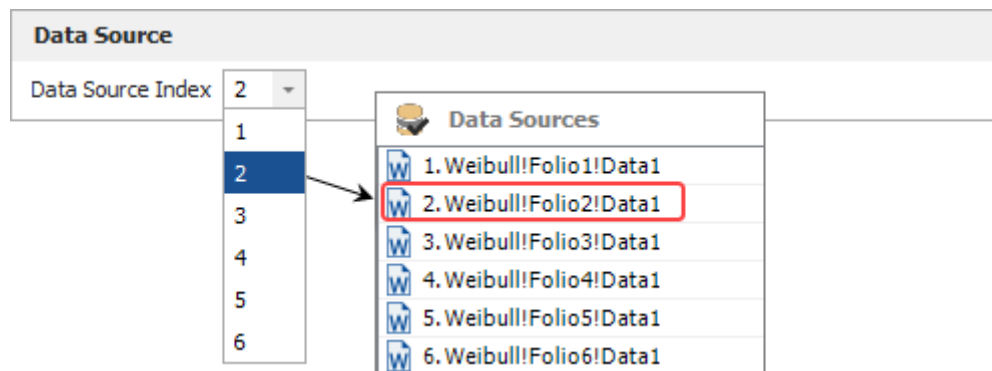 Data Source
Data Source Index 2
1
2
3
4
5
6
Data Sources
1. Weibull!Folio1!Data1
2. Weibull!Folio2!Data1
3. Weibull!Folio3!Data1
4. Weibull!Folio4!Data1
5. Weibull!Folio5!Data1
6. Weibull!Folio6!Data1